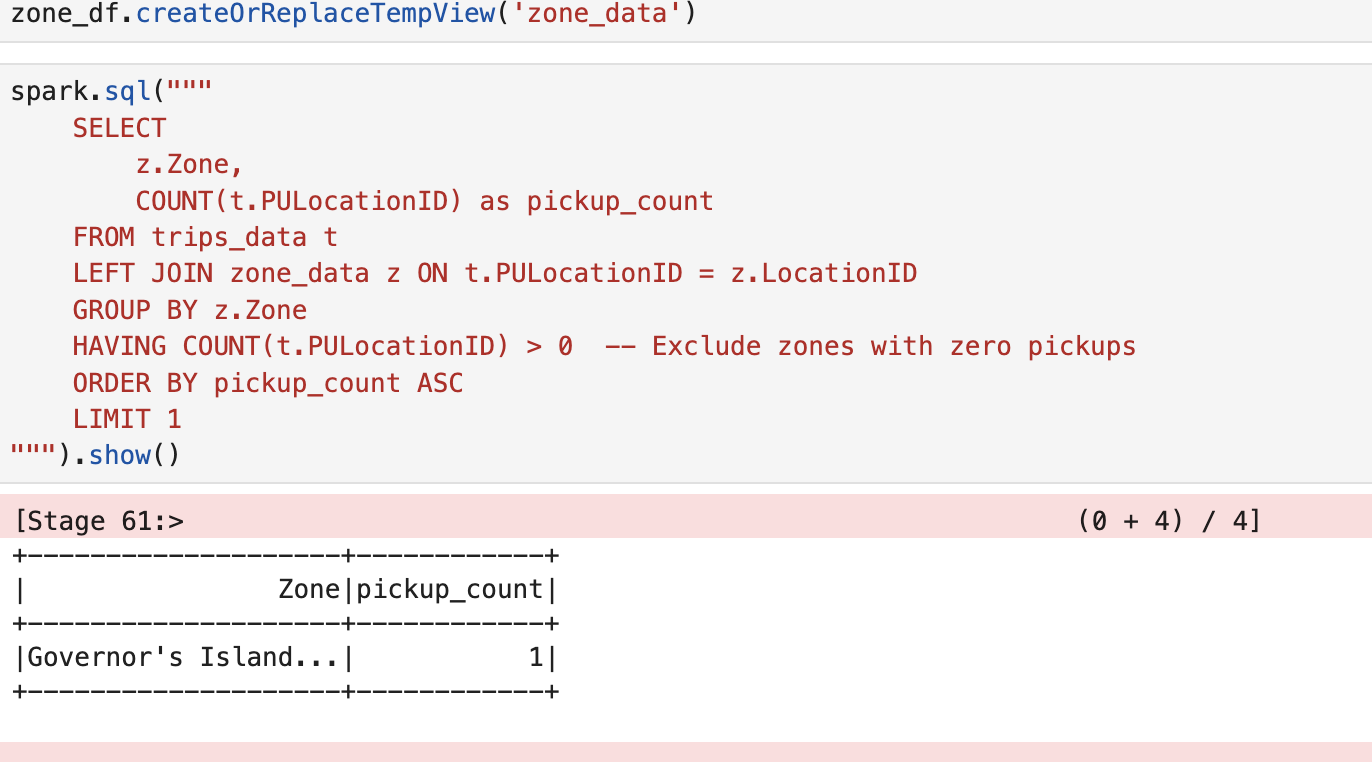 zone_df.createOrReplaceTempView('zone_data')
spark.sql("""
    SELECT
        z.Zone,
        COUNT(t.PULocationID) as pickup_count
    FROM trips_data t
    LEFT JOIN zone_data z ON t.PULocationID = z.LocationID
    GROUP BY z.Zone
    HAVING COUNT(t.PULocationID) > 0  -- Exclude zones with zero pickups
    ORDER BY pickup_count ASC
    LIMIT 1
""").show()
[Stage 61:>                                                         (0 + 4) / 4]
+--------------------+------------+
|                Zone|pickup_count|
+--------------------+------------+
|Governor's Island...|           1|
+--------------------+------------+